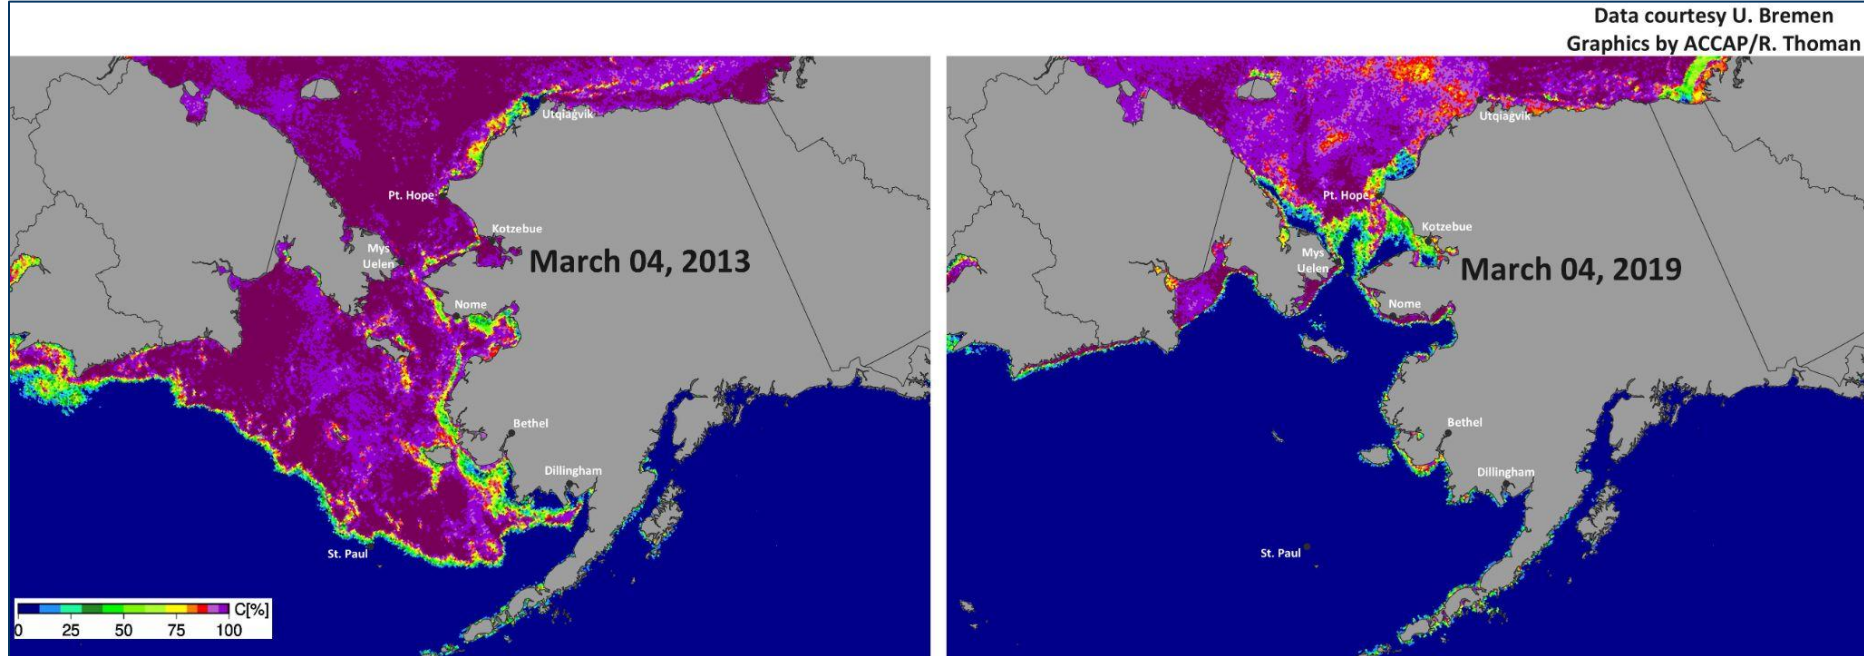 Data courtesy U. Bremen
Graphics by ACCAP/R. Thoman
Utqiagvik
Pt. Hope
Kotzebue
Mys
Uelen
March 04, 2013
Nome
Bethel
Dillingham
St. Paul
C[%]
0 25 50 75 100
Utqiagvik
Pt. Hope
Kotzebue
Mys
Uelen
March 04, 2019
Nome
Bethel
Dillingham
St. Paul